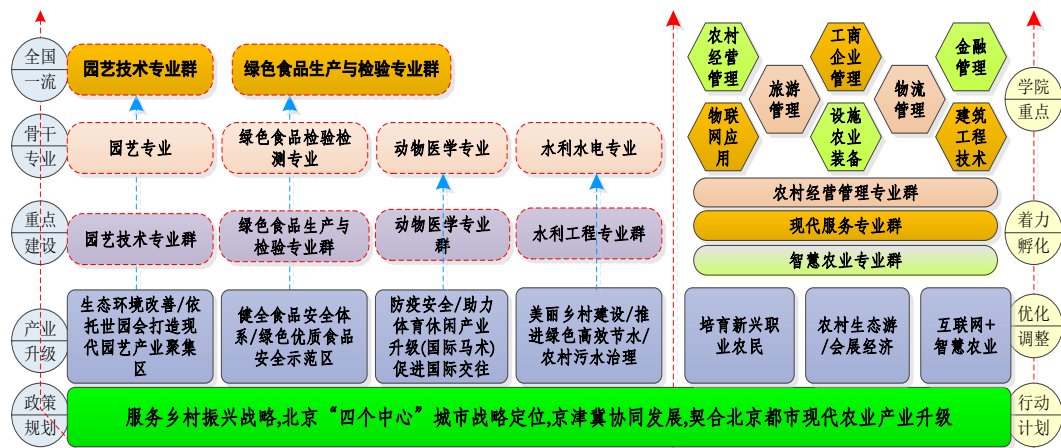 全国
一流
骨干
专业
重点
建设
产业
升级
政策
规划
园艺技术专业群
绿色食品生产与检验专业群
园艺专业
绿色食品检验检
测专业
动物医学专业
水利水电专业
园艺技术专业群
绿色食品生产与
检验专业群
动物医学专业
群
水利工程专业群
生态环境改善/依
托世园会打造现
代园艺产业聚集
区
健全食品安全体
系/绿色优质食品
安全示范区
防疫安全/助力
体育休闲产业
升级(国际马术)
促进国际交往
美丽乡村建设/推
进绿色高效节水/
农村污水治理
农村
经营
管理
工商
企业
管理
金融
管理
旅游
管理
物流
管理
物联
网应
用
设施
农业
装备
建筑
工程
技术
农村经营管理专业群
现代服务专业群
智慧农业专业群
培育新兴职
业农民
农村生态游
/会展经济
互联网+
智慧农业
服务乡村振兴战略,北京“四个中心”城市战略定位,京津冀协同发展,契合北京都市现代农业产业升级
学院
重点
着力
孵化
优化
调整
行动
计划